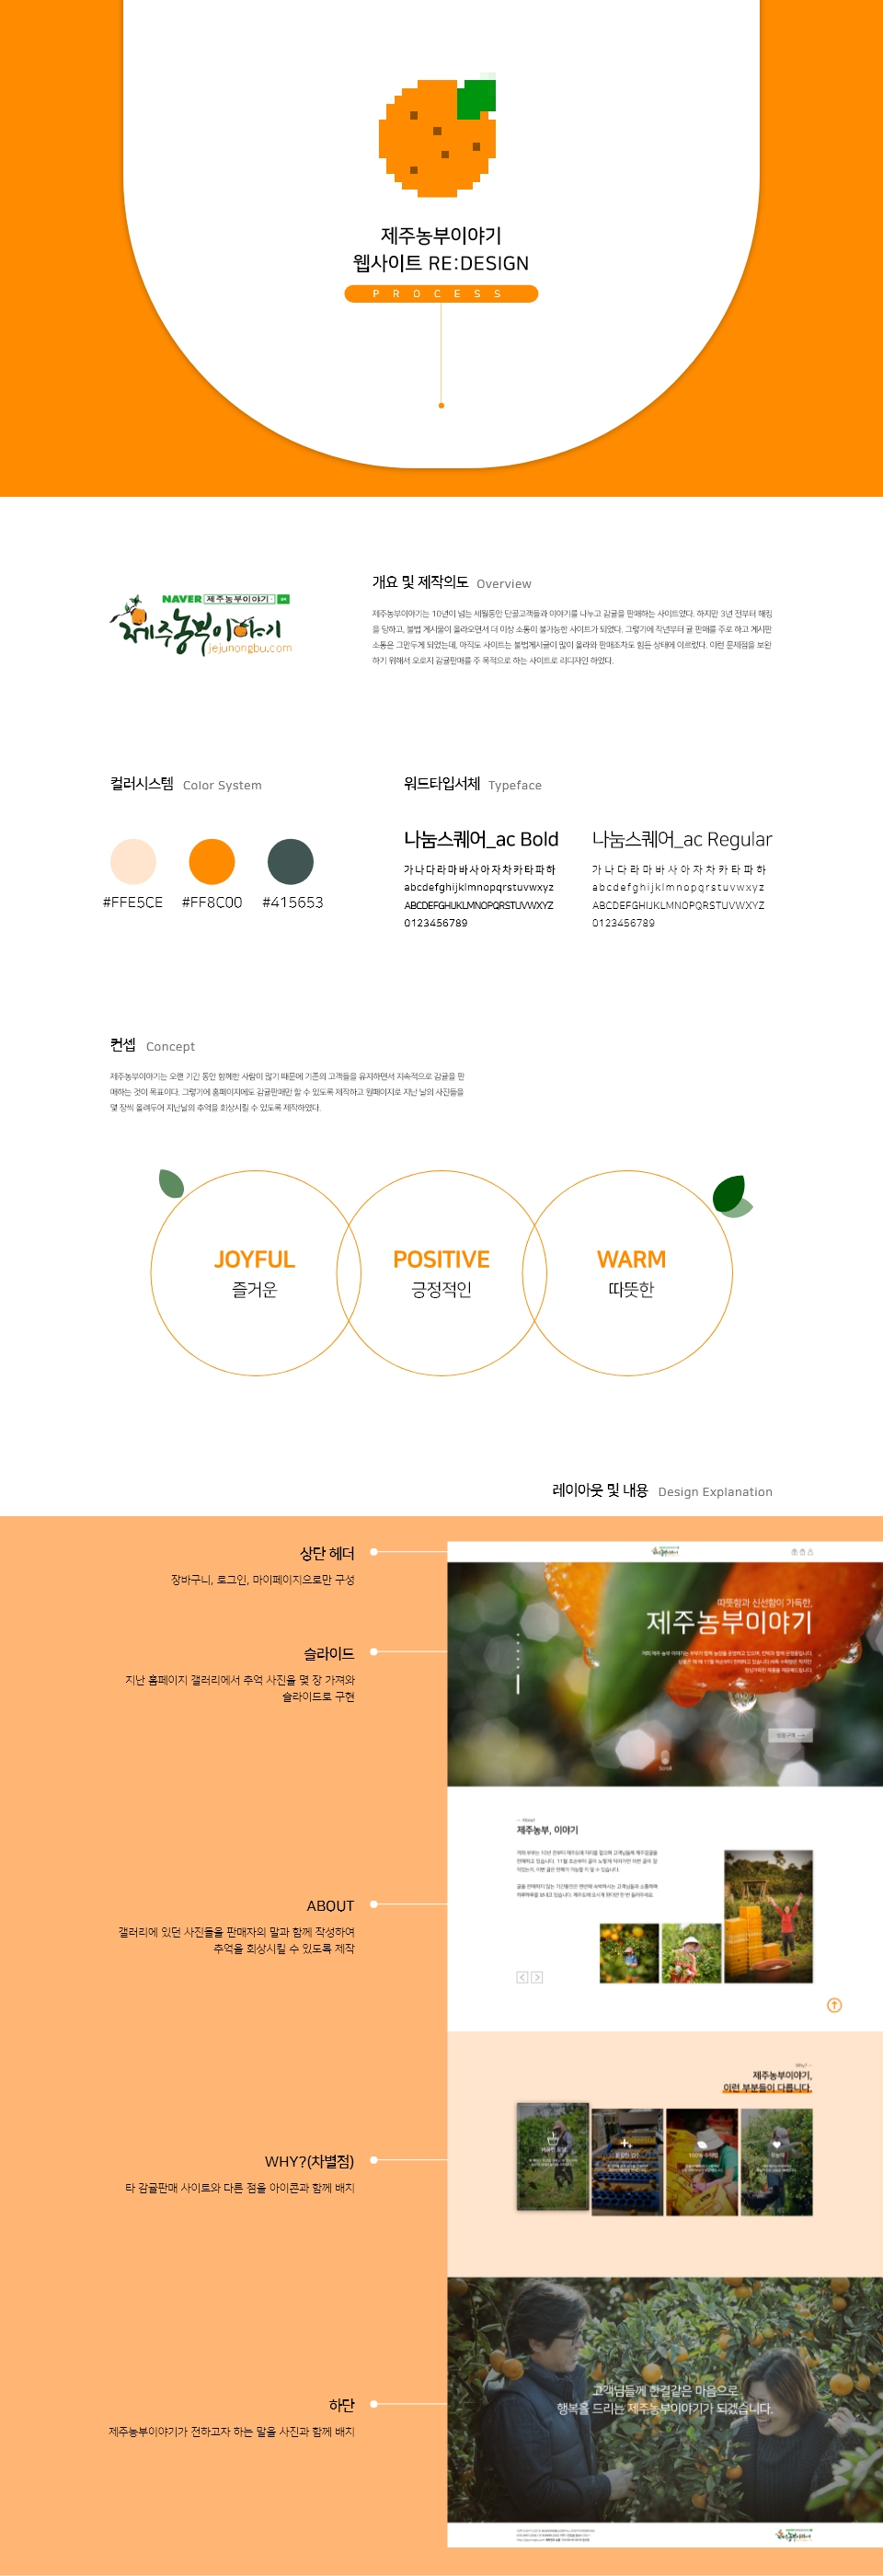 제주농부이야기
웹사이트 RE:DESIGN
PROCESS
NAVER 제주농부이야기
제주농부이야기
jejunongbu.com
개요 및 제작의도 Overview
제주농부이야기는 10년이 넘는 세월동안 단골고객들과 이야기를 나누고 감귤을 판매하는 사이트였다. 하지만 3년 전부터 해킹
을 당하고, 불법 게시물이 올라오면서 더 이상 소통이 불가능한 사이트가 되었다. 그렇기에 작년부터 귤 판매를 주로 하고 게시판
소통은 그만두게 되었는데, 아직도 사이트는 불법게시글이 많이 올라와 판매조차도 힘든 상태에 이르렀다. 이런 문제점을 보완
하기 위해서 오로지 감귤판매를 주 목적으로 하는 사이트로 리디자인 하였다.
컬러시스템 Color System
#FFE5CE #FF8C00 #415653
워드타입서체 Typeface
나눔스퀘어_ac Bold
가나다라마바사아자차카타파하
abcdefghijklmnopqrstuvwxyz
ABCDEFGHIJKLMNOPQRSTUVWXYZ
0123456789
나눔스퀘어_ac Regular
가나다라마바사아자차카타파하
abcdefghijklmnopqrstuvwxyz
ABCDEFGHIJKLMNOPQRSTUVWXYZ
0123456789
컨셉 Concept
제주농부이야기는 오랜 기간 동안 함께한 사람이 많기 때문에 기존의 고객들을 유지하면서 지속적으로 감귤을 판
매하는 것이 목표이다. 그렇기에 홈페이지에도 감귤판매만 할 수 있도록 제작하고 원페이지로 지난 날의 사진들을
몇 장씩 올려두어 지난날의 추억을 회상시킬 수 있도록 제작하였다.
JOYFUL
즐거운
POSITIVE
긍정적인
WARM
따뜻한
레이아웃 및 내용 Design Explanation
상단 헤더
장바구니, 로그인, 마이페이지으로만 구성
슬라이드
지난 홈페이지 갤러리에서 추억 사진을 몇 장 가져와
슬라이드로 구현
따뜻함과 신선함이 가득한,
제주농부이야기
상품구매
Scroll
ABOUT
갤러리에 있던 사진들을 판매자의 말과 함께 작성하여
추억을 회상시킬 수 있도록 제작
About
제주농부, 이야기
WHY?(차별점)
타 감귤판매 사이트와 다른 점을 아이콘과 함께 배치
Why?
제주농부이야기,
이런 부분들이 다릅니다.
하단
제주농부이야기가 전하고자 하는 말을 사진과 함께 배치
고객님들께 한결같은 마음으로
행복을 드리는 제주농부이야기가 되겠습니다.